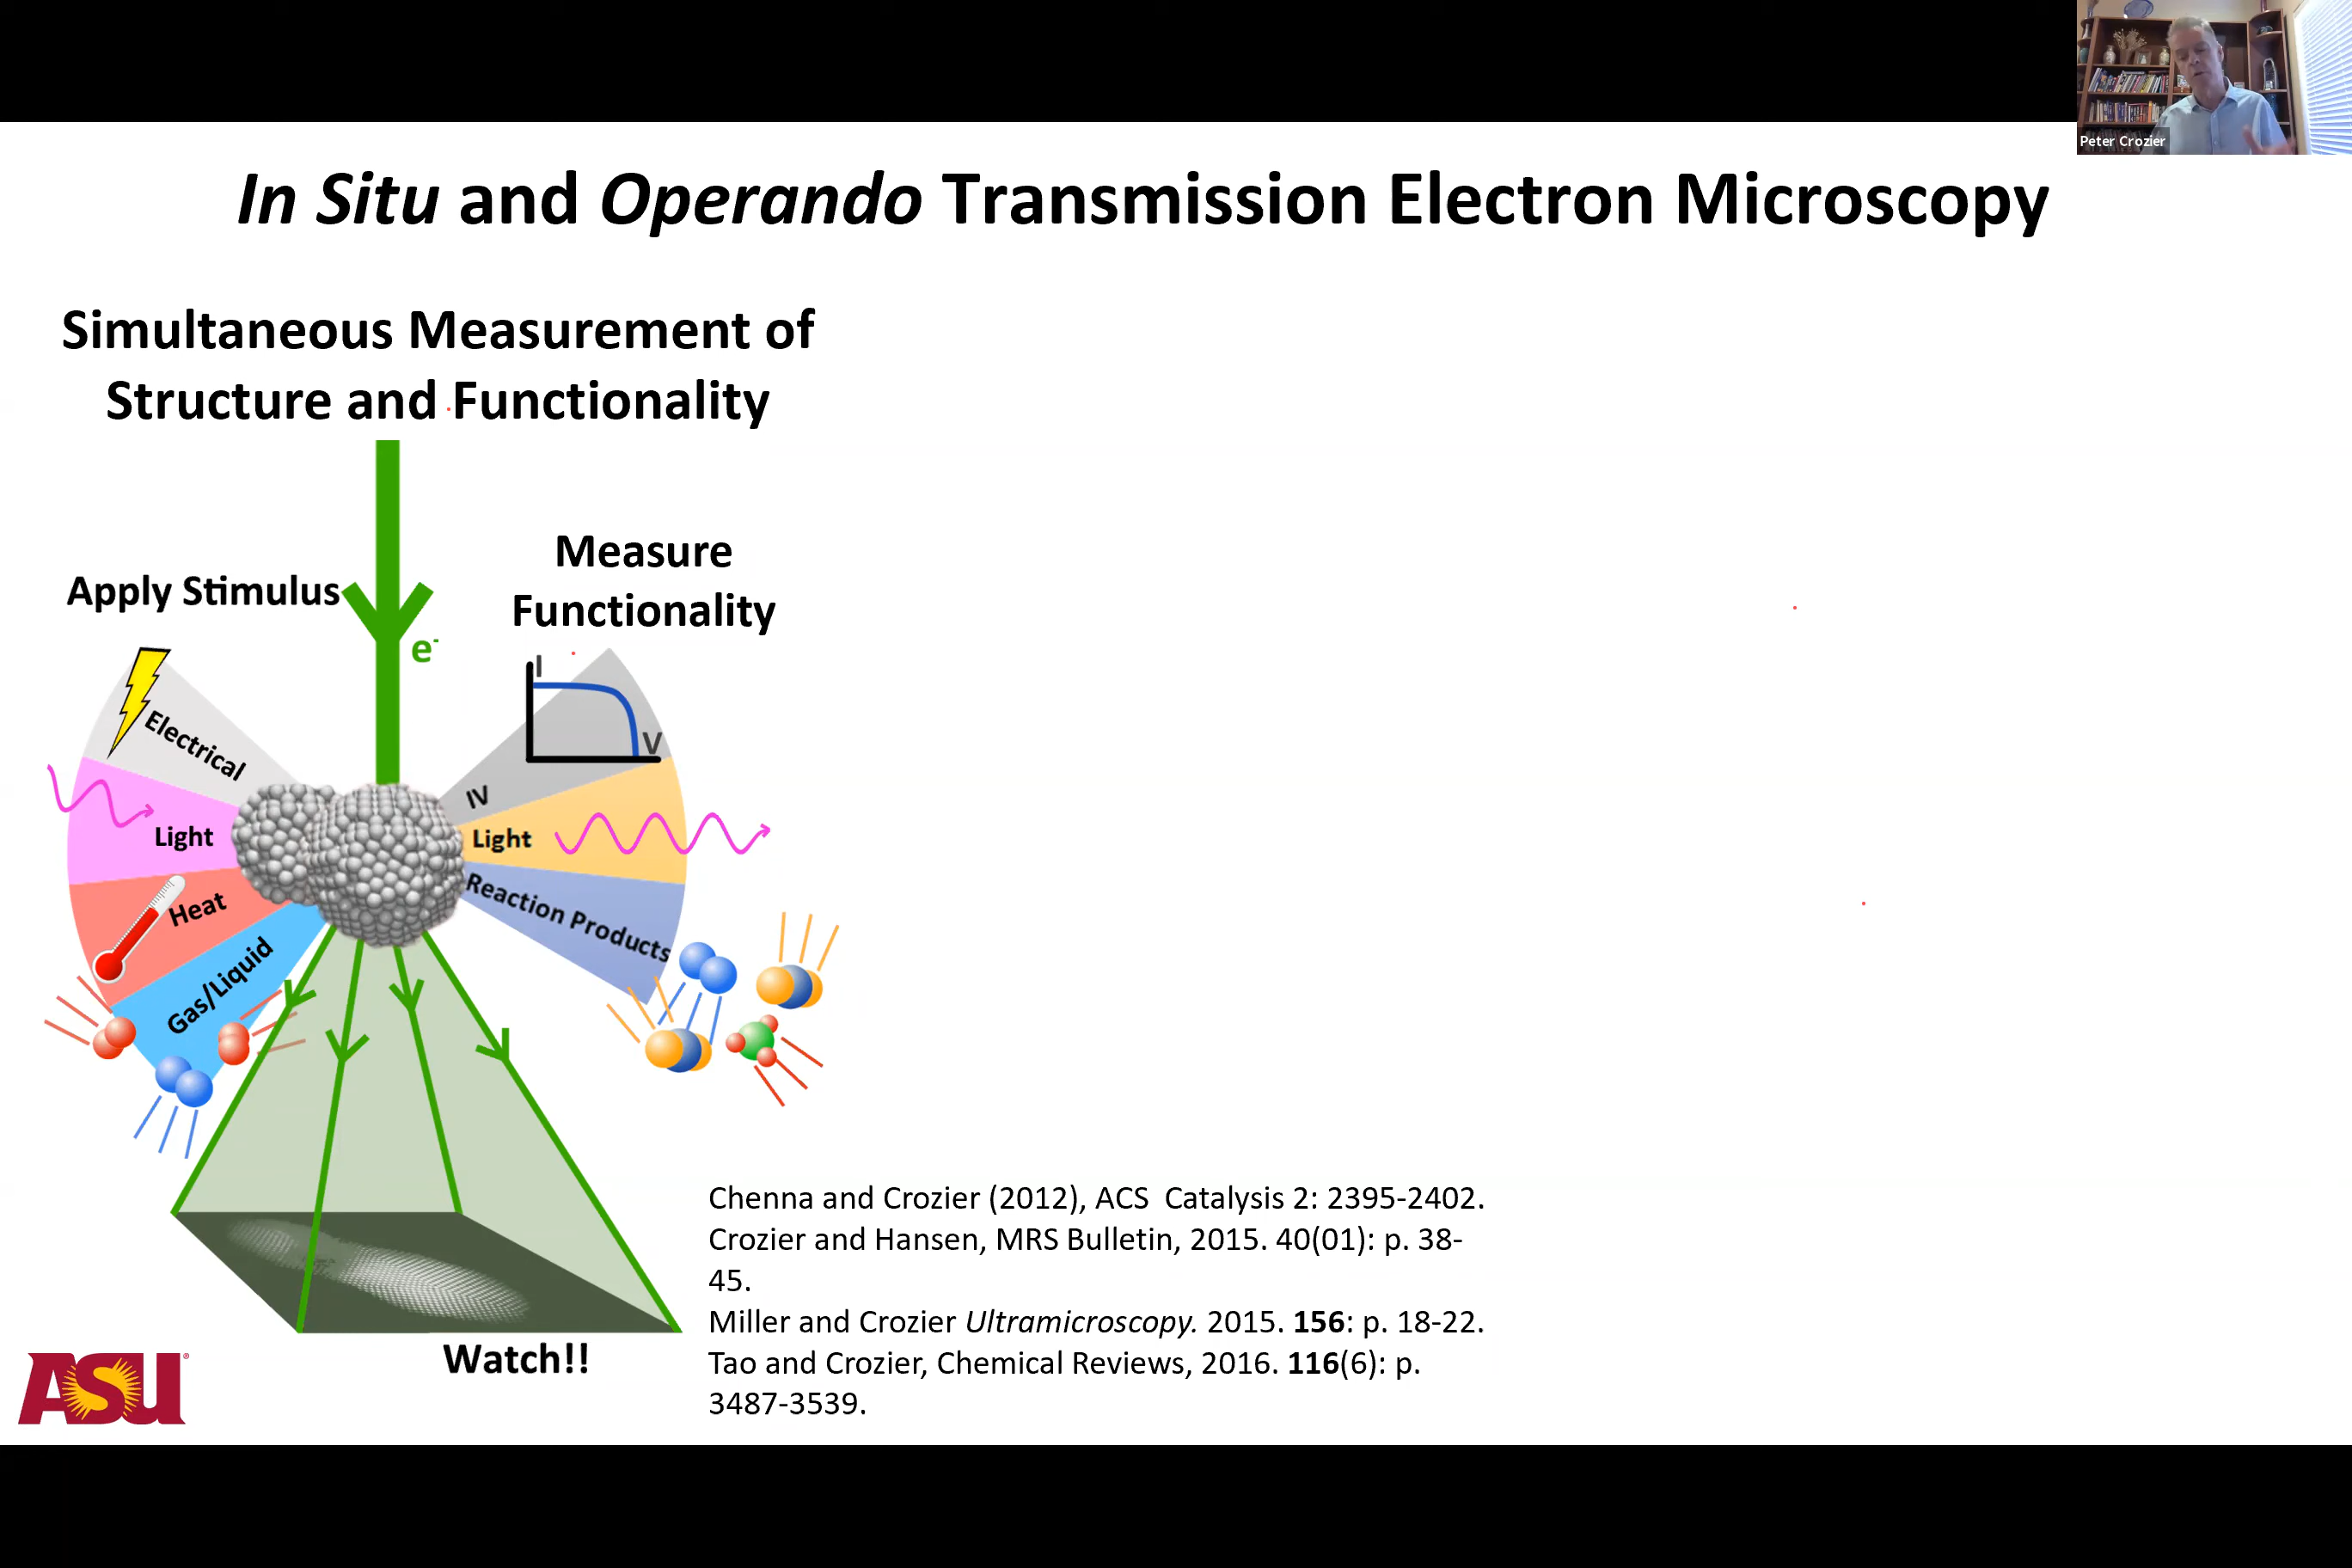 Peter Crozier
In Situ and Operando Transmission Electron Microscopy
Simultaneous Measurement of
Structure and Functionality
Apply Stimulus
e-
Measure
Functionality
Electrical
Light
Heat
Gas/Liquid
I
V
IV
Light
Reaction Products
Watch!!
Chenna and Crozier (2012), ACS  Catalysis 2: 2395-2402.
Crozier and Hansen, MRS Bulletin, 2015. 40(01): p. 38-
45.
Miller and Crozier Ultramicroscopy. 2015. 156: p. 18-22.
Tao and Crozier, Chemical Reviews, 2016. 116(6): p.
3487-3539.
ASU®